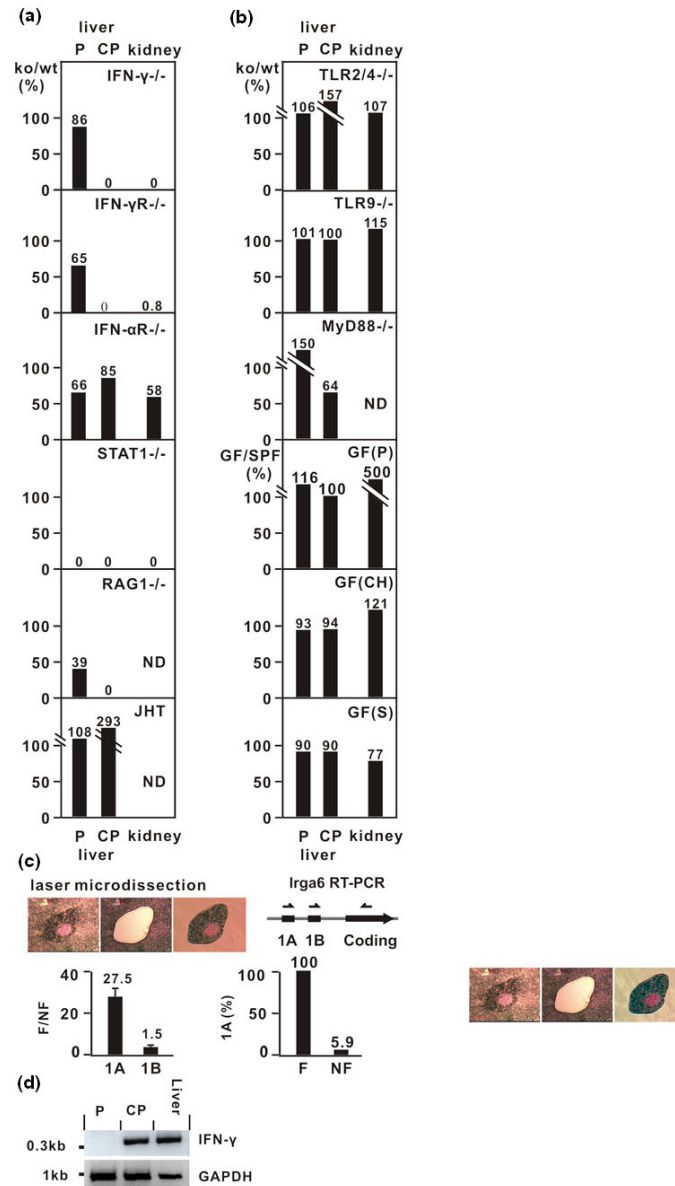 (a)
liver
P CP kidney
ko/wt
(%)
IFN-γ-/-
100
50
0
86
0
0
IFN-γR-/-
100
50
0
65
0
0.8
IFN-αR-/-
100
50
0
66
85
58
STAT1-/-
100
50
0
0
0
0
RAG1-/-
100
50
0
39
0
ND
JHT
100
50
0
108
293
ND
P CP kidney
liver
(b)
liver
P CP kidney
ko/wt
(%)
TLR2/4-/-
100
50
0
106
157
107
TLR9-/-
100
50
0
101
100
115
MyD88-/-
100
50
0
150
64
ND
GF/SPF
(%)
GF(P)
100
50
0
116
100
500
GF(CH)
100
50
0
93
94
121
GF(S)
100
50
0
90
90
77
P CP kidney
liver
(c)
laser microdissection
Irga6 RT-PCR
1A 1B Coding
F/NF
40
20
0
27.5
1.5
1A 1B
1A (%)
100
50
0
100
5.9
F NF
(d)
P CP Liver
0.3kb
IFN-γ
1kb
GAPDH